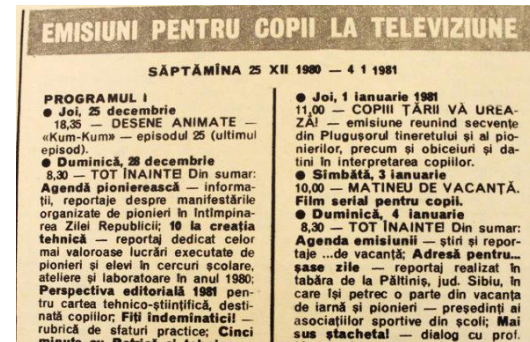 EMISIUNI PENTRU COPII LA TELEVIZIUNE
SĂPTĂMÎNA 25 XII 1980 — 4 1 1981
PROGRAMUL I
● Joi, 25 decembrie
18,35 — DESENE ANIMATE —
«Kum-Kum» — episodul 25 (ultimul
episod).
● Duminică, 28 decembrie
8,30 — TOT ÎNAINTE! Din sumar:
Agendă pionierească — informa-
ții, reportaje despre manifestările
organizate de pionieri în întîmpina-
rea Zilei Republicii; 10 la creația
tehnică — reportaj dedicat celor
mai valoroase lucrări executate de
pionieri și elevi în cercuri școlare,
ateliere și laboratoare în anul 1980;
Perspectiva editorială 1981 pen-
tru cartea tehnico-științifică, desti-
nată copiilor; Fiți îndemînatici! —
rubrică de sfaturi practice; Cinci
minute cu
● Joi, 1 ianuarie 1981
11,00 — COPIII ȚĂRII VĂ UREA-
ZĂ! — emisiune reunind secvențe
din Plugușorul tineretului și al pio-
nierilor, precum și obiceiuri și da-
tini în interpretarea copiilor.
● Simbătă, 3 ianuarie
10,00 — MATINEU DE VACANȚĂ.
Film serial pentru copii.
● Duminică, 4 ianuarie
8,30 — TOT ÎNAINTE! Din sumar:
Agenda emisiunii — știri și repor-
taje ...de vacanță; Adresă pentru...
șase zile — reportaj realizat în
tabăra de la Păltiniș, jud. Sibiu, în
care își petrec o parte din vacanța
de iarnă și pionieri — președinți ai
asociațiilor sportive din școli; Mai
sus ștacheta! — dialog cu prof.